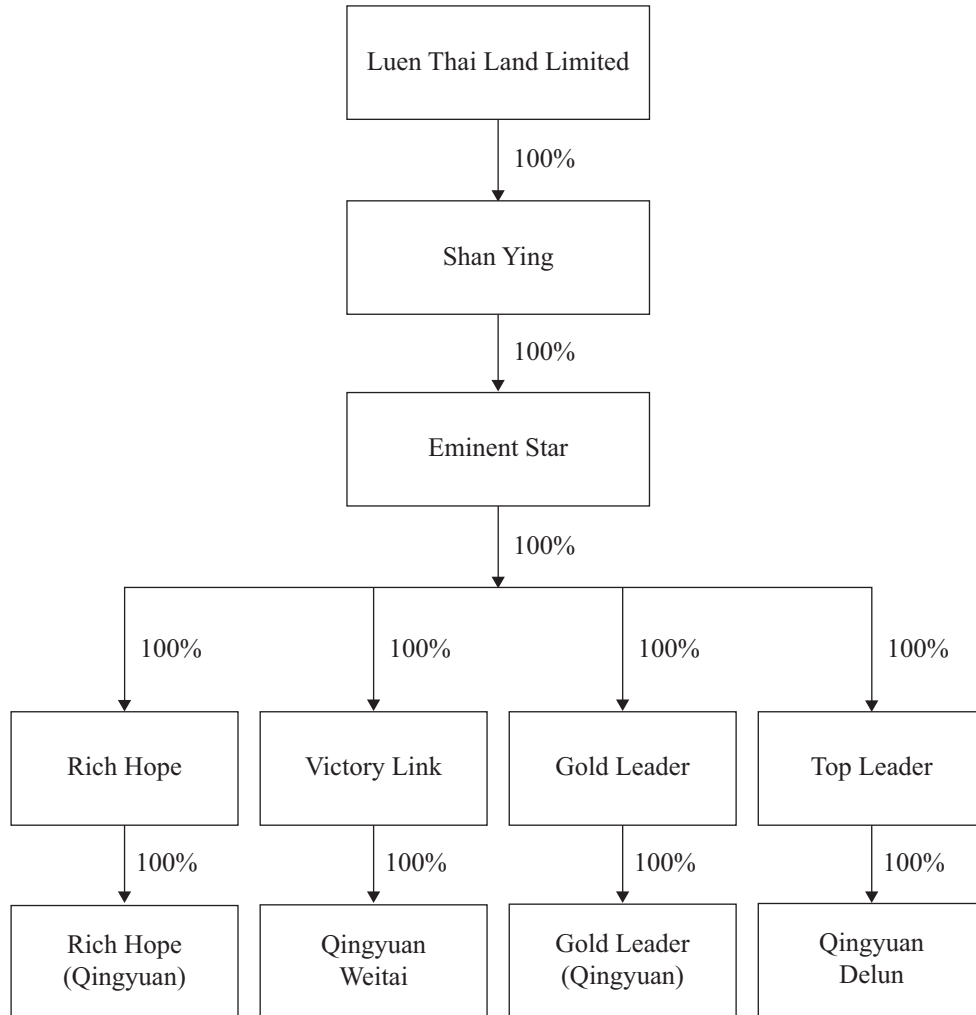 Luen Thai Land Limited
100%
Shan Ying
100%
Eminent Star
100%
100% 100% 100% 100%
Rich Hope Victory Link Gold Leader Top Leader
100% 100% 100% 100%
Rich Hope
(Qingyuan)
Qingyuan
Weitai
Gold Leader
(Qingyuan)
Qingyuan
Delun